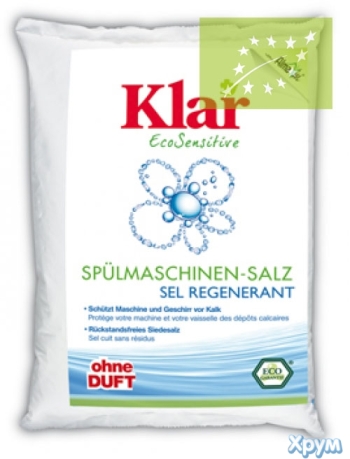 Klar
EcoSensitive
SPÜLMASCHINEN-SALZ
SEL REGENERANT
• Schützt Maschine und Geschirr vor Kalk
Protège votre machine et votre vaisselle des dépôts calcaires
• Rückstandsfreies Siedesalz
Sel cuit sans résidus
ohne
DUFT
ECO
Хрум